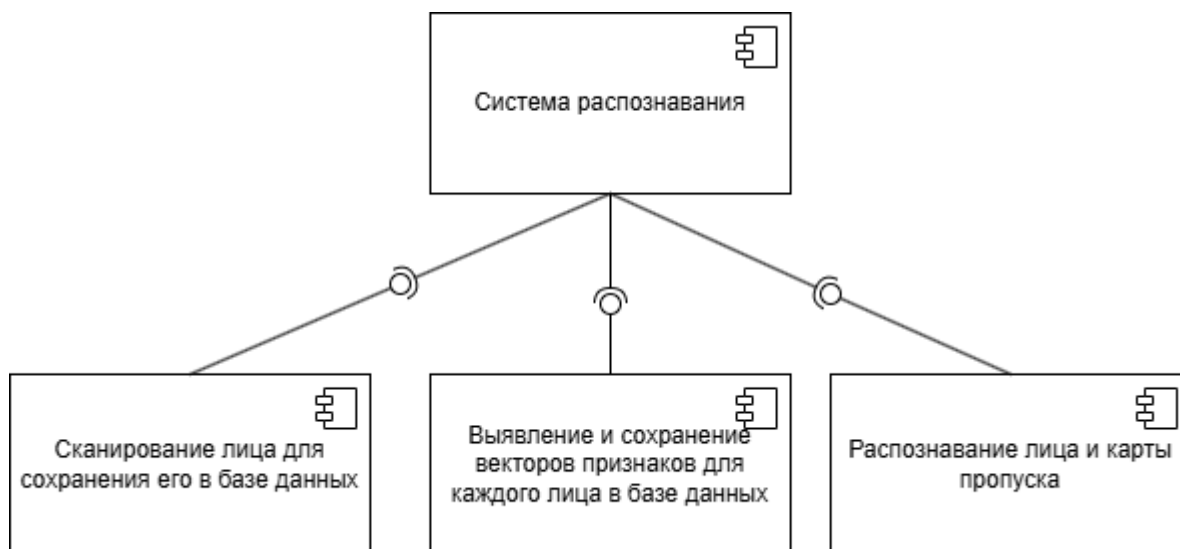 Система распознавания
Сканирование лица для
сохранения его в базе данных
Выявление и сохранение
векторов признаков для
каждого лица в базе данных
Распознавание лица и карты
пропуска